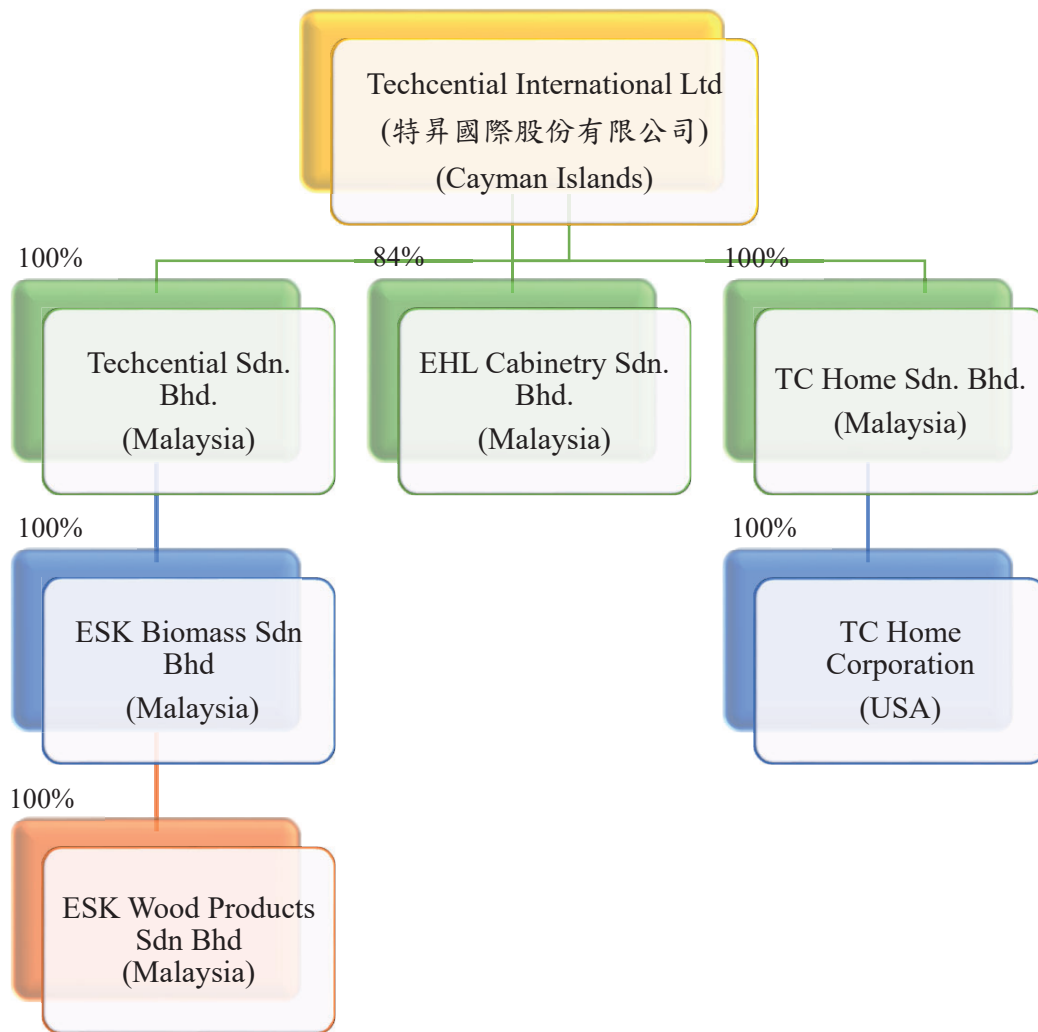 Techcential International Ltd
(特昇國際股份有限公司)
(Cayman Islands)
100%
84%
100%
Techcential Sdn.
Bhd.
(Malaysia)
EHL Cabinetry Sdn.
Bhd.
(Malaysia)
TC Home Sdn. Bhd.
(Malaysia)
100%
100%
ESK Biomass Sdn
Bhd
(Malaysia)
TC Home
Corporation
(USA)
100%
ESK Wood Products
Sdn Bhd
(Malaysia)